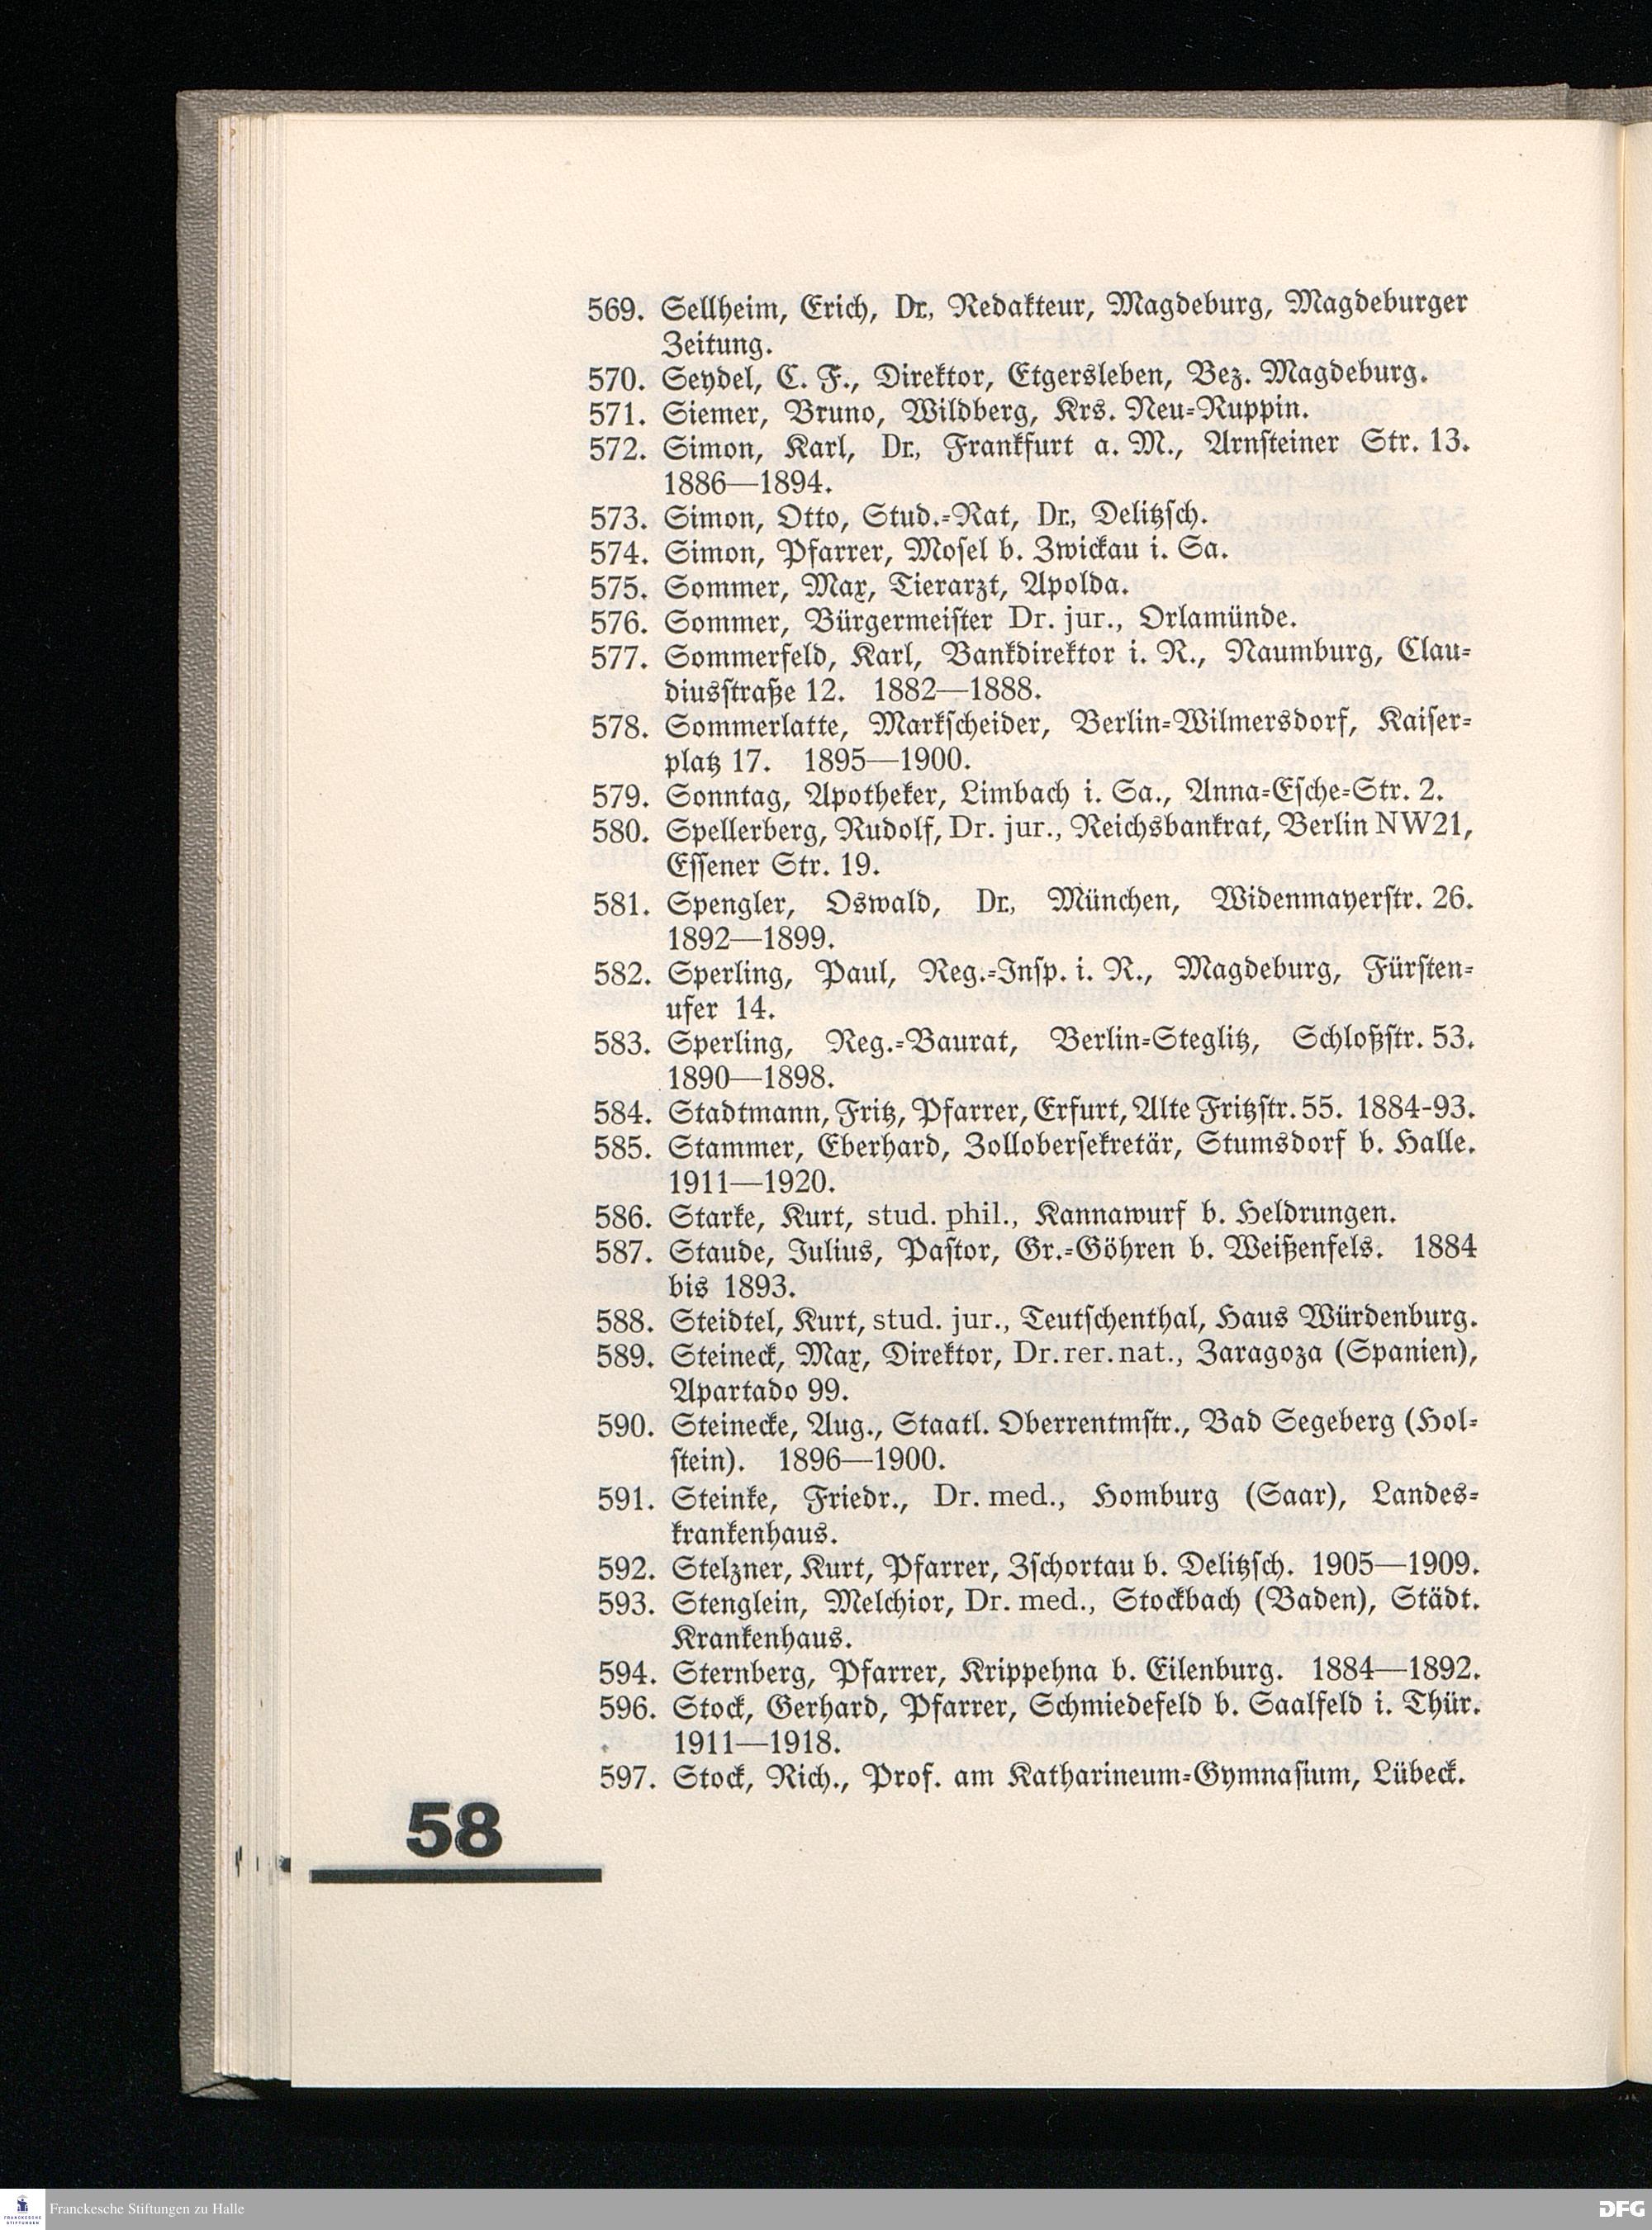 569. Sellheim, Erich, Dr., Redakteur, Magdeburg, Magdeburger
Zeitung.
570. Seydel, C. F., Direktor, Etgersleben, Bez. Magdeburg.
571. Siemer, Bruno, Wildberg, Krs. Neu-Ruppin.
572. Simon, Karl, Dr., Frankfurt a. M., Arnsteiner Str. 13.
1886—1894.
573. Simon, Otto, Stud.-Rat, Dr., Delitzsch.
574. Simon, Pfarrer, Mosel b. Zwickau i. Sa.
575. Sommer, Max, Tierarzt, Apolda.
576. Sommer, Bürgermeister Dr. jur., Orlamünde.
577. Sommerfeld, Karl, Bankdirektor i. R., Naumburg, Clau-
diusstraße 12. 1882—1888.
578. Sommerlatte, Markscheider, Berlin-Wilmersdorf, Kaiser-
platz 17. 1895—1900.
579. Sonntag, Apotheker, Limbach i. Sa., Anna-Esche-Str. 2.
580. Spellerberg, Rudolf, Dr. jur., Reichsbankrat, Berlin NW21,
Essener Str. 19.
581. Spengler, Oswald, Dr., München, Widenmayerstr. 26.
1892—1899.
582. Sperling, Paul, Reg.-Insp. i. R., Magdeburg, Fürsten-
ufer 14.
583. Sperling, Reg.-Baurat, Berlin-Steglitz, Schloßstr. 53.
1890—1898.
584. Stadtmann, Fritz, Pfarrer, Erfurt, Alte Fritzstr. 55. 1884-93.
585. Stammer, Eberhard, Zollobersekretär, Stumsdorf b. Halle.
1911—1920.
586. Starke, Kurt, stud. phil., Kannawurf b. Heldrungen.
587. Staude, Julius, Pastor, Gr.-Göhren b. Weißenfels. 1884
bis 1893.
588. Steidtel, Kurt, stud. jur., Teutschenthal, Haus Würdenburg.
589. Steineck, Max, Direktor, Dr. rer. nat., Zaragoza (Spanien),
Apartado 99.
590. Steinecke, Aug., Staatl. Oberrentmstr., Bad Segeberg (Hol-
stein). 1896—1900.
591. Steinke, Friedr., Dr. med., Homburg (Saar), Landes-
krankenhaus.
592. Stelzner, Kurt, Pfarrer, Zschortau b. Delitzsch. 1905—1909.
593. Stenglein, Melchior, Dr. med., Stockbach (Baden), Städt.
Krankenhaus.
594. Sternberg, Pfarrer, Krippehna b. Eilenburg. 1884—1892.
596. Stock, Gerhard, Pfarrer, Schmiedefeld b. Saalfeld i. Thür.
1911—1918.
597. Stock, Rich., Prof. am Katharineum-Gymnasium, Lübeck.
58
Franckesche Stiftungen zu Halle
DFG